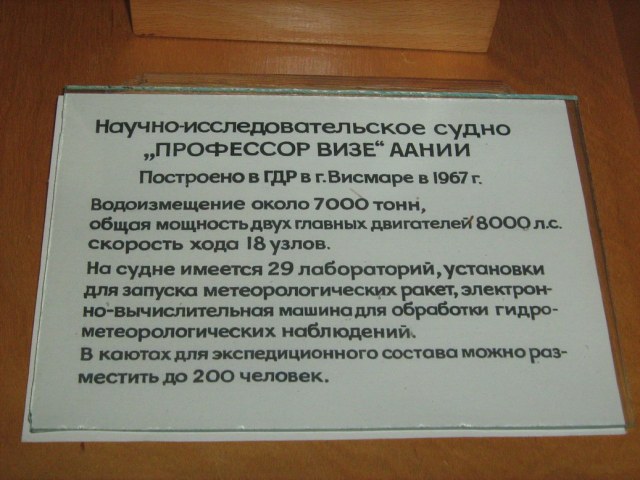 Научно-исследовательское судно
„ПРОФЕССОР ВИЗЕ“ ААНИИ
Построено в ГДР в г. Висмаре в 1967 г.
Водоизмещение около 7000 тонн,
общая мощность двух главных двигателей 8000 л.с.
скорость хода 18 узлов.
На судне имеется 29 лабораторий, установки
для запуска метеорологических ракет, электрон-
но-вычислительная машина для обработки гидро-
метеорологических наблюдений.
В каютах для экспедиционного состава можно раз-
местить до 200 человек.